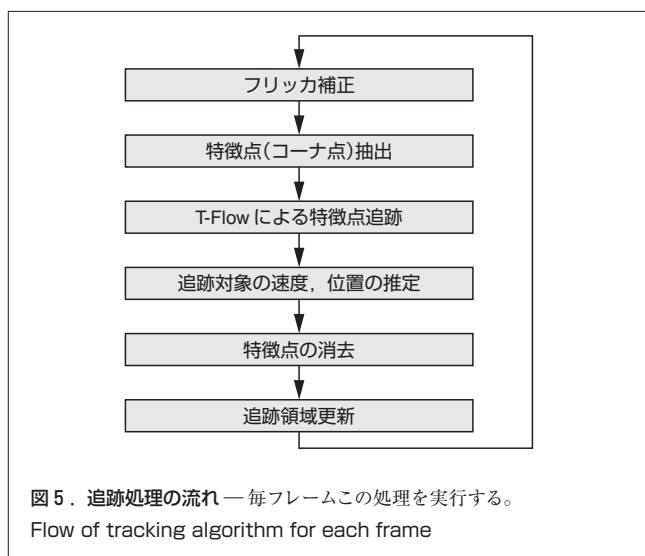 フリッカ補正
特徴点(コーナ点)抽出
T-Flow による特徴点追跡
追跡対象の速度，位置の推定
特徴点の消去
追跡領域更新
図5．追跡処理の流れ — 毎フレームこの処理を実行する。
Flow of tracking algorithm for each frame